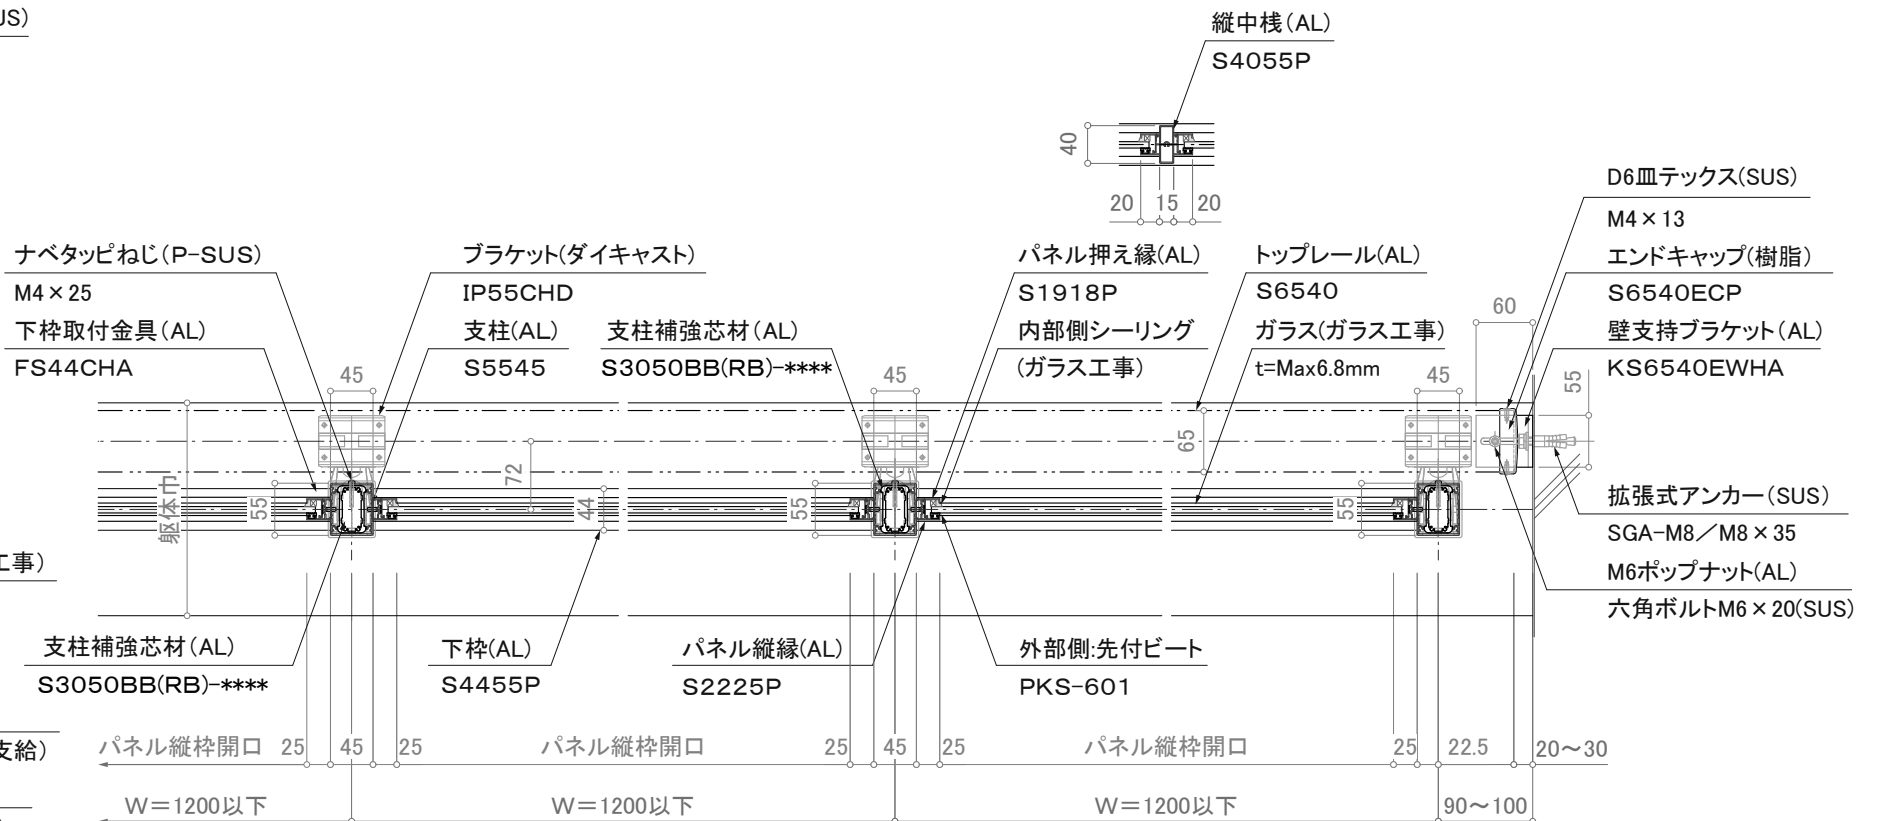 US)
縦中桟(AL)
S4055P
40
20 15 20
D6皿テックス(SUS)
M4×13
エンドキャップ(樹脂)
S6540ECP
壁支持ブラケット(AL)
KS6540EWHA
ナベタッピねじ(P-SUS)
M4×25
下枠取付金具(AL)
FS44CHA
ブラケット(ダイキャスト)
IP55CHD
支柱(AL)
S5545
支柱補強芯材(AL)
S3050BB(RB)-****
パネル押え縁(AL)
S1918P
内部側シーリング
(ガラス工事)
トップレール(AL)
S6540
ガラス(ガラス工事)
t=Max6.8mm
60
55
45
45
45
65
72
55
44
55
55
躯体巾
拡張式アンカー(SUS)
SGA-M8/M8×35
M6ポップナット(AL)
六角ボルトM6×20(SUS)
工事)
支柱補強芯材(AL)
S3050BB(RB)-****
下枠(AL)
S4455P
パネル縦縁(AL)
S2225P
外部側:先付ビート
PKS-601
支給)
パネル縦枠開口 25 45 25 パネル縦枠開口 25 45 25 パネル縦枠開口 25 22.5 20~30
W=1200以下 W=1200以下 W=1200以下 90~100